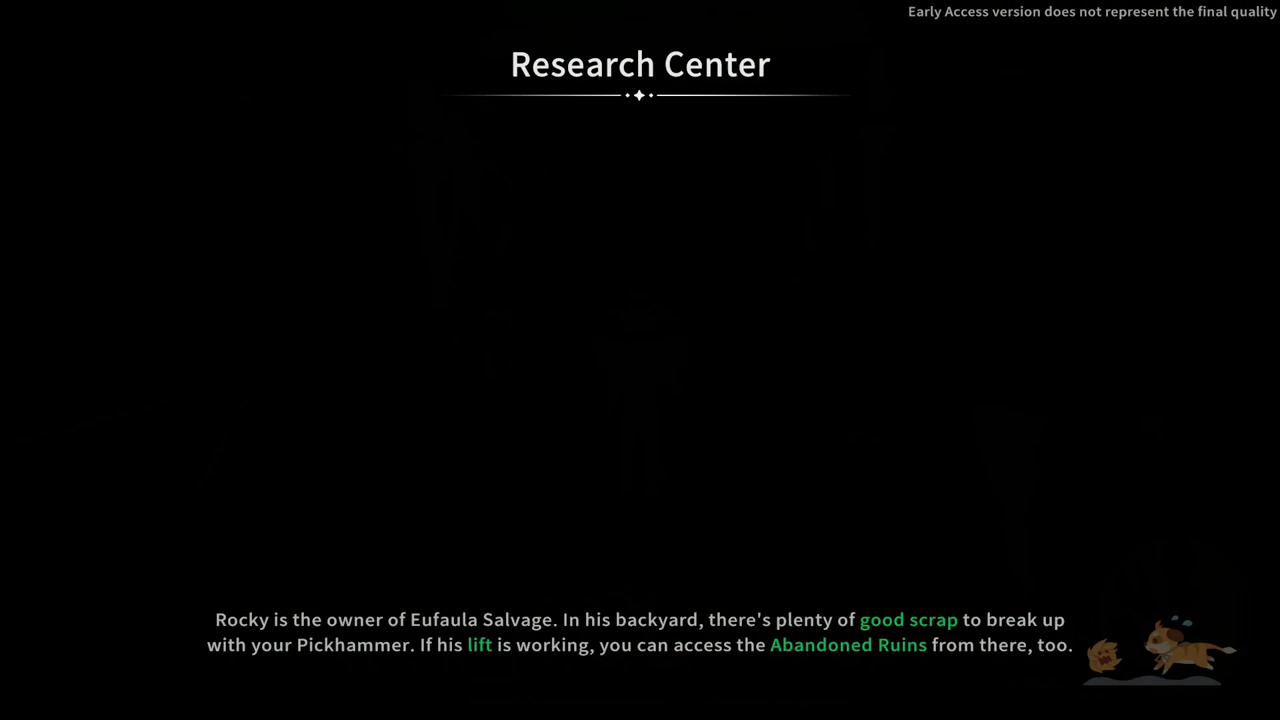 Early Access version does not represent the final quality
Research Center
Rocky is the owner of Eufaula Salvage. In his backyard, there's plenty of good scrap to break up
with your Pickhammer. If his lift is working, you can access the Abandoned Ruins from there, too.